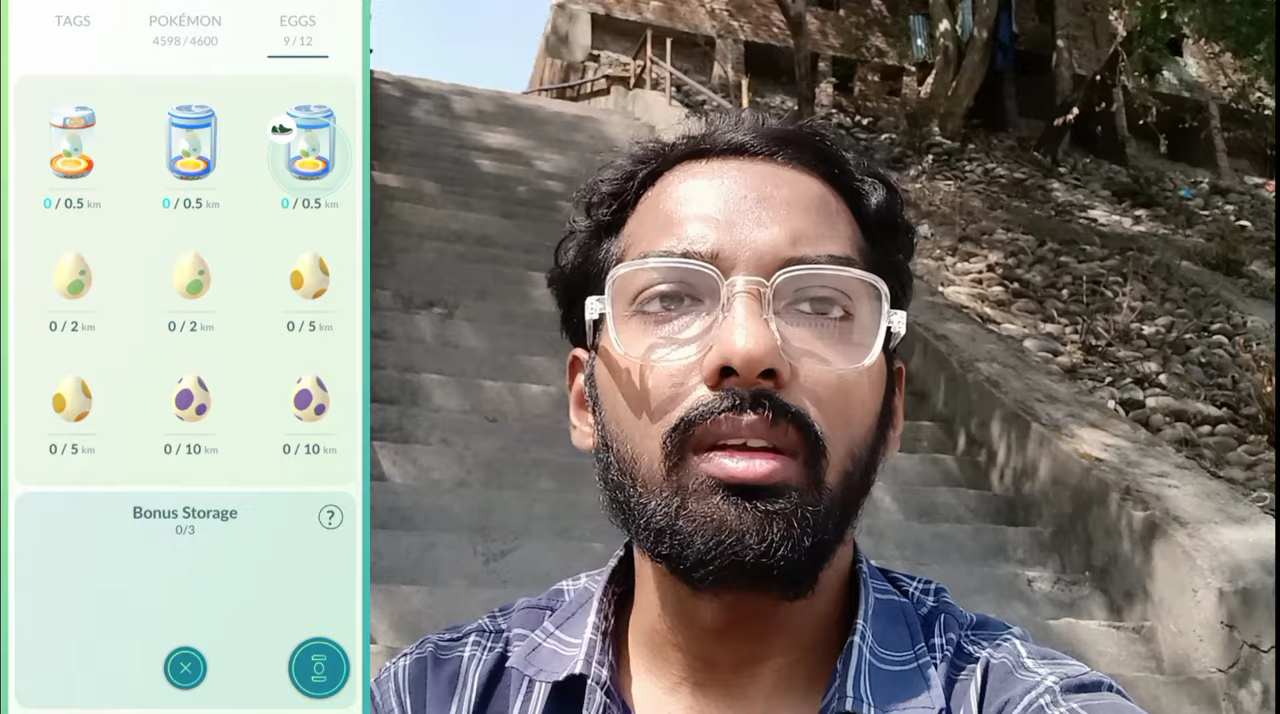 TAGS POKÉMON EGGS
4598 / 4600 9 / 12
0 / 0.5 km 0 / 0.5 km 0 / 0.5 km
0 / 2 km 0 / 2 km 0 / 5 km
0 / 5 km 0 / 10 km 0 / 10 km
Bonus Storage
0/3
?